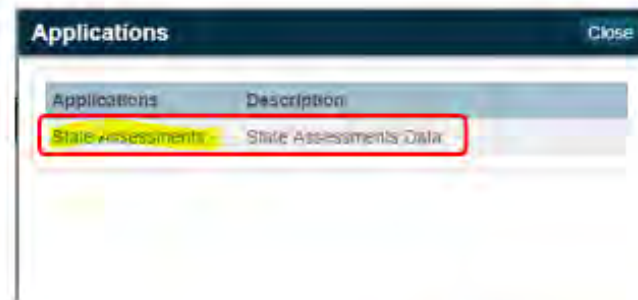 Applications Close
Applications Description
State Assessments State Assessments Data